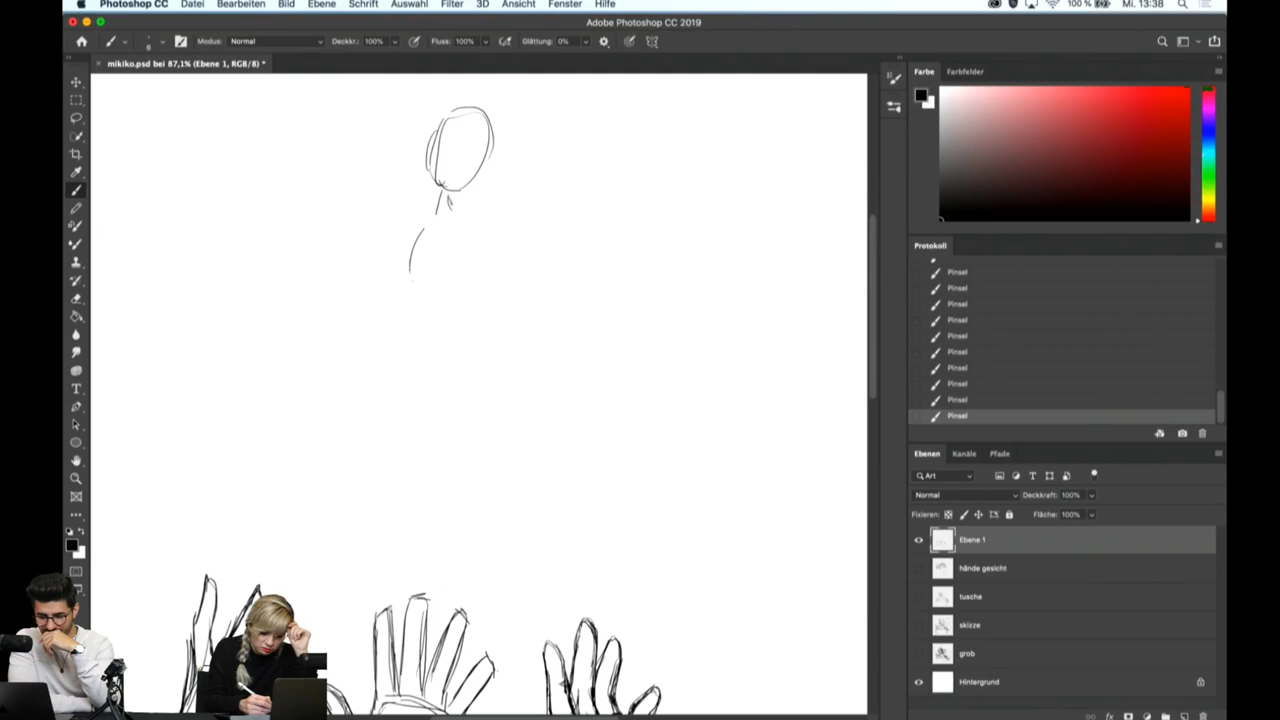 Photoshop CC Datei Bearbeiten Bild Ebene Schrift Auswahl Filter 3D Ansicht Fenster Hilfe 100 % Mi. 13:38
Adobe Photoshop CC 2019
6 Modus: Normal Deckkr.: 100% Fluss: 100% Glättung: 0%
mikiko.psd bei 87,1% (Ebene 1, RGB/8) *
Farbe Farbfelder
Protokoll
Pinsel
Pinsel
Pinsel
Pinsel
Pinsel
Pinsel
Pinsel
Pinsel
Pinsel
Pinsel
Ebenen Kanäle Pfade
Art
Normal Deckkraft: 100%
Fixieren: Fläche: 100%
Ebene 1
hände gesicht
tusche
skizze
grob
Hintergrund
fx